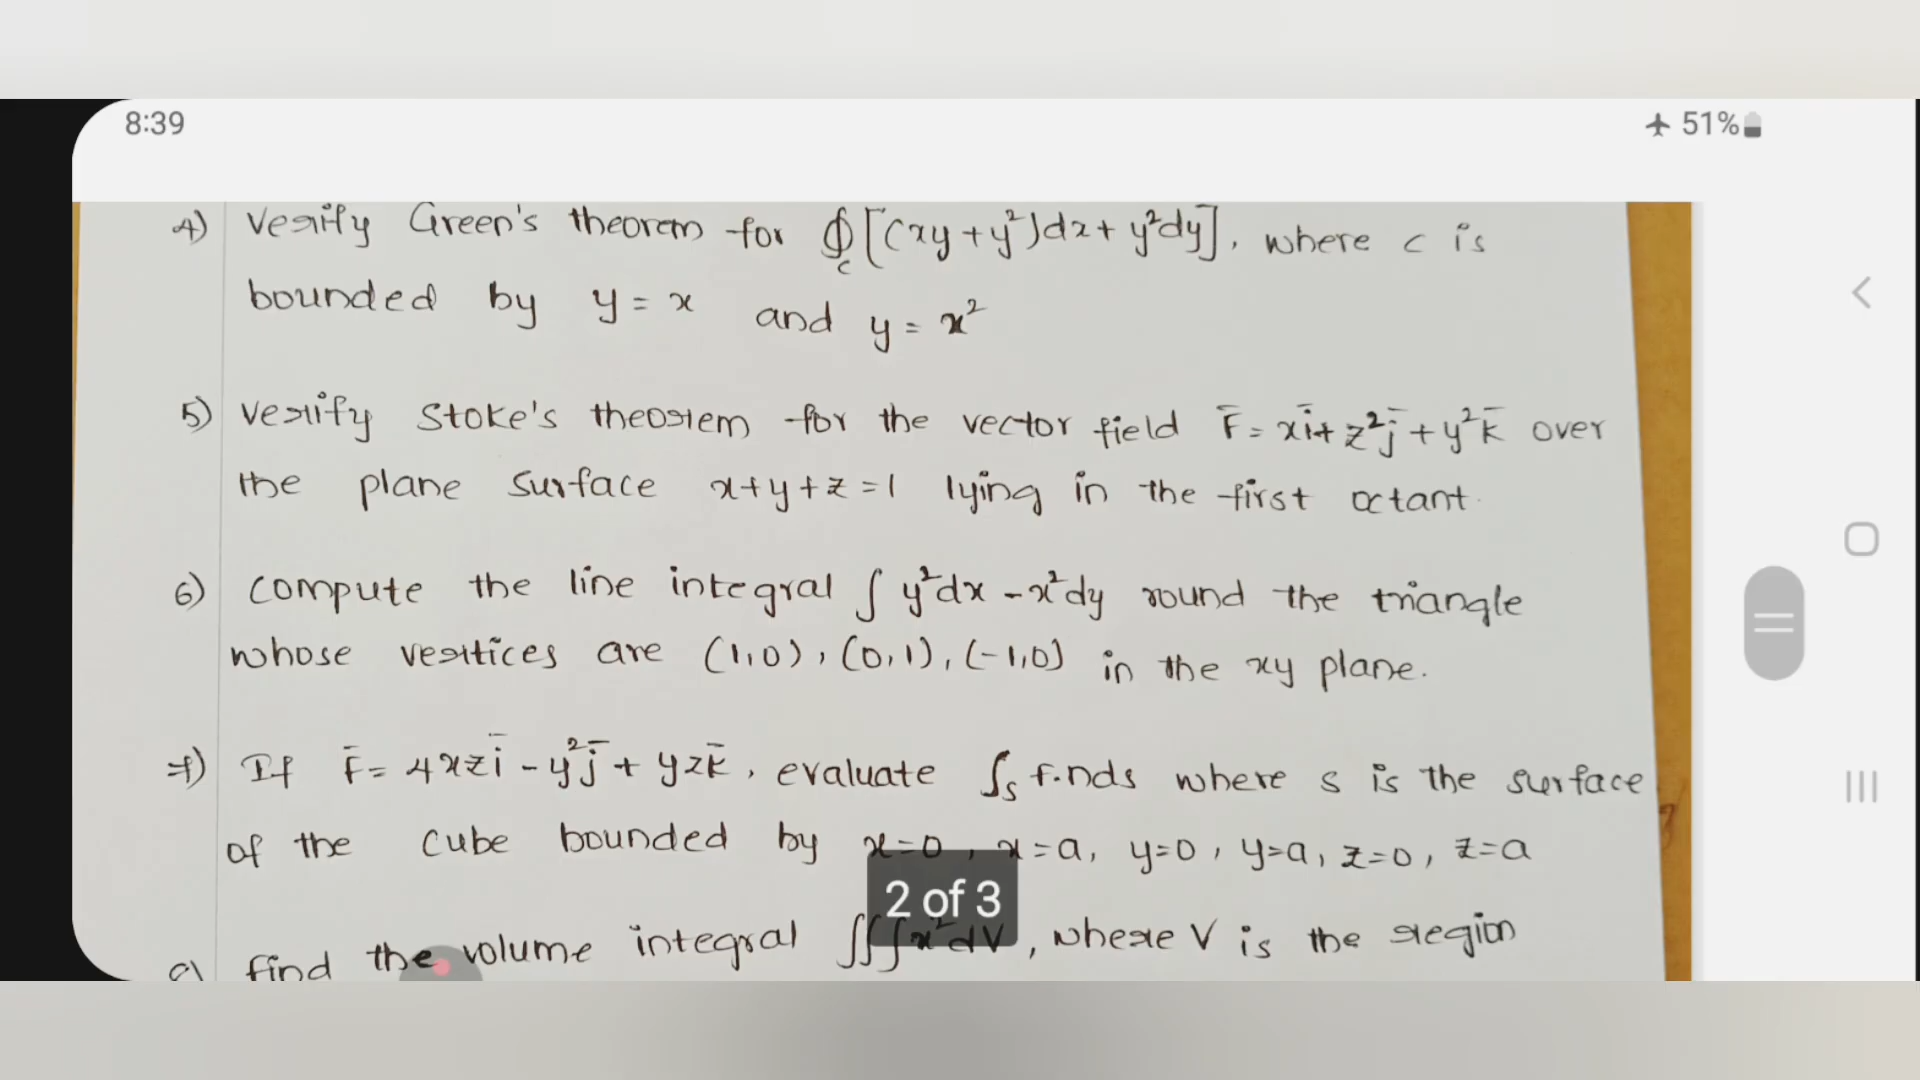 8:39
51%
4) Verify Green's theorem for ∮c [(xy+y²)dx + y²dy], where c is
bounded by y = x and y = x²
5) Verify Stoke's theorem for the vector field F̄ = xī + z²j̄ + y²k̄ over
the plane surface x+y+z=1 lying in the first octant.
6) compute the line integral ∫ y²dx - x²dy round the triangle
whose vertices are (1,0), (0,1), (-1,0) in the xy plane.
7) If F̄ = 4xzī - y²j̄ + yzk̄, evaluate ∫s F.nds where s is the surface
of the cube bounded by x=0, x=a, y=0, y=a, z=0, z=a
2 of 3
find the volume integral ∭ x²dV, where V is the region